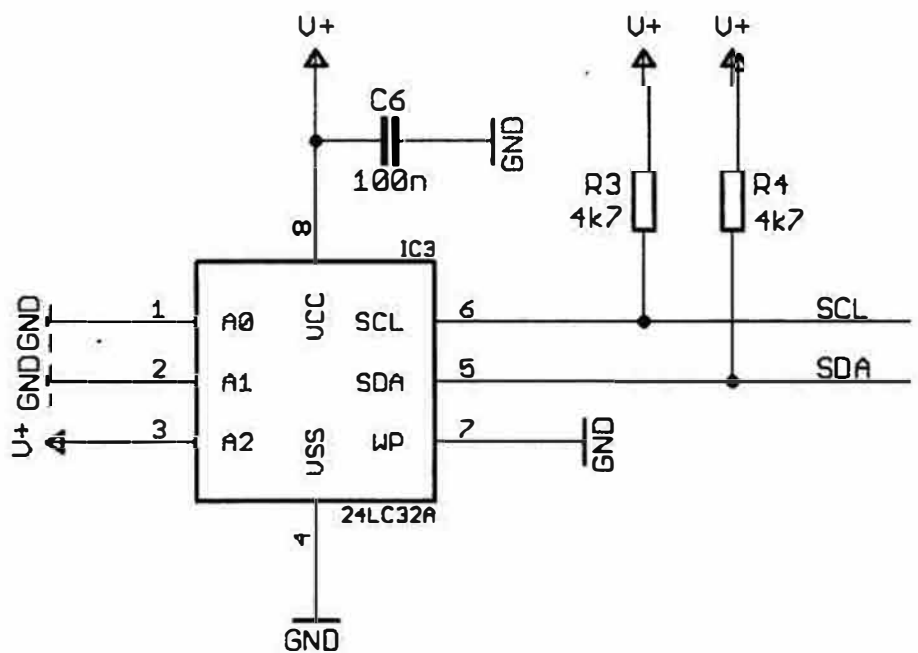 V+
V+
V+
C6
100n
GND
R3
4k7
R4
4k7
8
IC3
GND
1
A0
VCC
SCL
6
SCL
GND
2
A1
SDA
5
SDA
V+
3
A2
VSS
WP
7
GND
24LC32A
4
GND